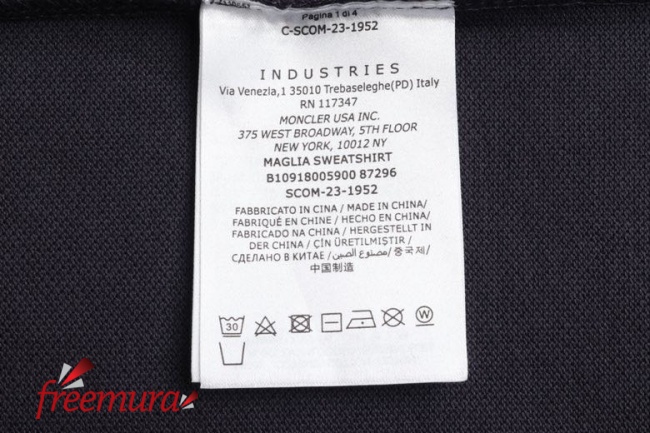 Pagina 1 di 4
C-SCOM-23-1952
INDUSTRIES
Via Venezia,1 35010 Trebaseleghe(PD) Italy
RN 117347
MONCLER USA INC.
375 WEST BROADWAY, 5TH FLOOR
NEW YORK, 10012 NY
MAGLIA SWEATSHIRT
B10918005900 87296
SCOM-23-1952
FABBRICATO IN CINA / MADE IN CHINA/
FABRIQUÉ EN CHINE / HECHO EN CHINA/
FABRICADO NA CHINA / HERGESTELLT IN
DER CHINA / ÇİN ÜRETILMIŞTIR /
СДЕЛАНО В КИТАЕ / مصنوع الصين / 중국제/
中国制造
30
W
freemura